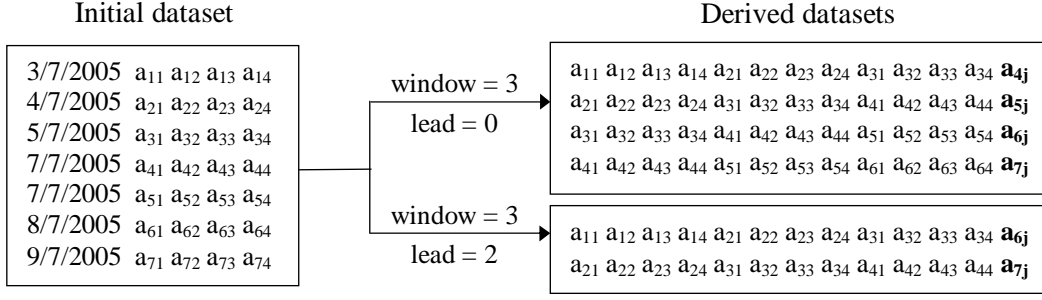 Initial dataset
3/7/2005 a₁₁ a₁₂ a₁₃ a₁₄
4/7/2005 a₂₁ a₂₂ a₂₃ a₂₄
5/7/2005 a₃₁ a₃₂ a₃₃ a₃₄
7/7/2005 a₄₁ a₄₂ a₄₃ a₄₄
7/7/2005 a₅₁ a₅₂ a₅₃ a₅₄
8/7/2005 a₆₁ a₆₂ a₆₃ a₆₄
9/7/2005 a₇₁ a₇₂ a₇₃ a₇₄
window = 3
lead = 0
window = 3
lead = 2
Derived datasets
a₁₁ a₁₂ a₁₃ a₁₄ a₂₁ a₂₂ a₂₃ a₂₄ a₃₁ a₃₂ a₃₃ a₃₄ a₄ⱼ
a₂₁ a₂₂ a₂₃ a₂₄ a₃₁ a₃₂ a₃₃ a₃₄ a₄₁ a₄₂ a₄₃ a₄₄ a₅ⱼ
a₃₁ a₃₂ a₃₃ a₃₄ a₄₁ a₄₂ a₄₃ a₄₄ a₅₁ a₅₂ a₅₃ a₅₄ a₆ⱼ
a₄₁ a₄₂ a₄₃ a₄₄ a₅₁ a₅₂ a₅₃ a₅₄ a₆₁ a₆₂ a₆₃ a₆₄ a₇ⱼ
a₁₁ a₁₂ a₁₃ a₁₄ a₂₁ a₂₂ a₂₃ a₂₄ a₃₁ a₃₂ a₃₃ a₃₄ a₆ⱼ
a₂₁ a₂₂ a₂₃ a₂₄ a₃₁ a₃₂ a₃₃ a₃₄ a₄₁ a₄₂ a₄₃ a₄₄ a₇ⱼ